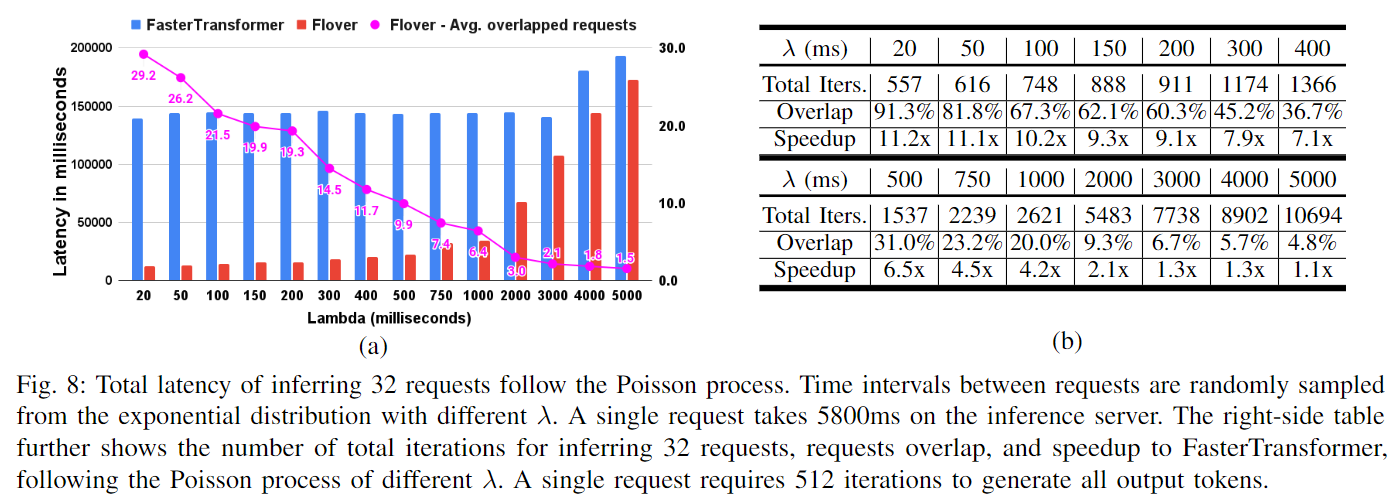 FasterTransformer Flover Flover - Avg. overlapped requests
Latency in milliseconds
200000
150000
100000
50000
0
30.0
20.0
10.0
0.0
29.2
26.2
21.5
19.9
19.3
14.5
11.7
9.9
7.4
6.4
3.0
2.1
1.8
1.5
20 50 100 150 200 300 400 500 750 1000 2000 3000 4000 5000
Lambda (milliseconds)
(a)
λ (ms) 20 50 100 150 200 300 400
Total Iters. 557 616 748 888 911 1174 1366
Overlap 91.3% 81.8% 67.3% 62.1% 60.3% 45.2% 36.7%
Speedup 11.2x 11.1x 10.2x 9.3x 9.1x 7.9x 7.1x
λ (ms) 500 750 1000 2000 3000 4000 5000
Total Iters. 1537 2239 2621 5483 7738 8902 10694
Overlap 31.0% 23.2% 20.0% 9.3% 6.7% 5.7% 4.8%
Speedup 6.5x 4.5x 4.2x 2.1x 1.3x 1.3x 1.1x
(b)
Fig. 8: Total latency of inferring 32 requests follow the Poisson process. Time intervals between requests are randomly sampled
from the exponential distribution with different λ. A single request takes 5800ms on the inference server. The right-side table
further shows the number of total iterations for inferring 32 requests, requests overlap, and speedup to FasterTransformer,
following the Poisson process of different λ. A single request requires 512 iterations to generate all output tokens.